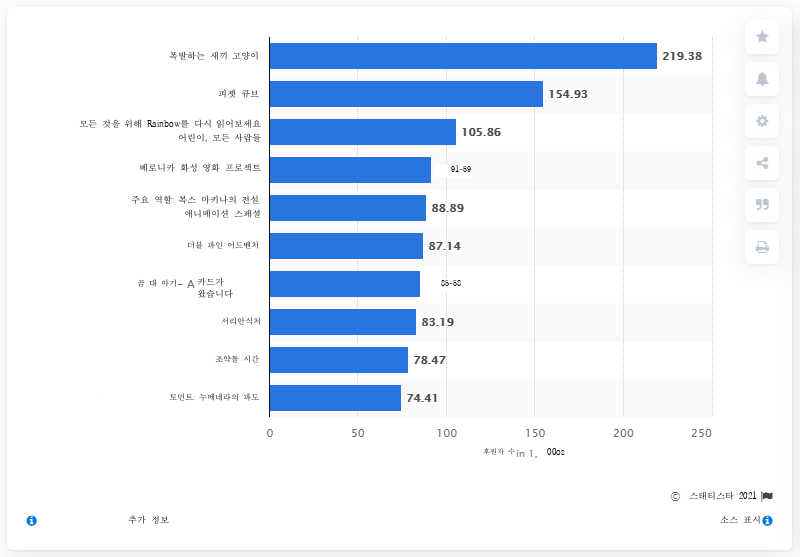 폭발하는 새끼 고양이
219.38
피젯 큐브
154.93
모든 것을 위해 Rainbow를 다시 읽어보세요
어린이, 모든 사람들
105.86
베로니카 화성 영화 프로젝트
91-59
주요 역할: 복스 마키나의 전설
애니메이션 스페셜
88.89
더블 파인 어드벤처
87.14
곰 대 아기- A 카드가
왔습니다
85-58
서리안식처
83.19
조약돌 시간
78.47
토먼트: 누메네라의 파도
74.41
0 50 100 150 200 250
후원자 수 in 1, 00os
© 스태티스타 2021
추가 정보 소스 표시